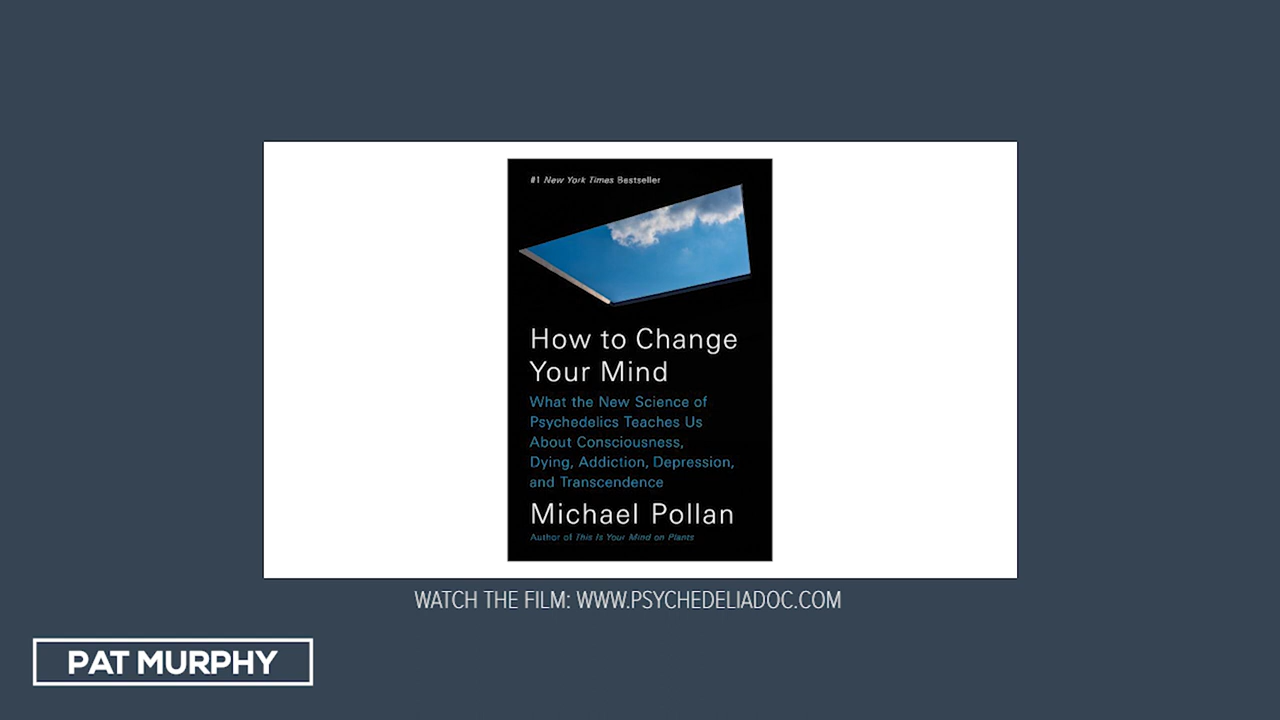 #1 New York Times Bestseller
How to Change
Your Mind
What the New Science of
Psychedelics Teaches Us
About Consciousness,
Dying, Addiction, Depression,
and Transcendence
Michael Pollan
Author of This Is Your Mind on Plants
WATCH THE FILM: WWW.PSYCHEDELIADOC.COM
PAT MURPHY